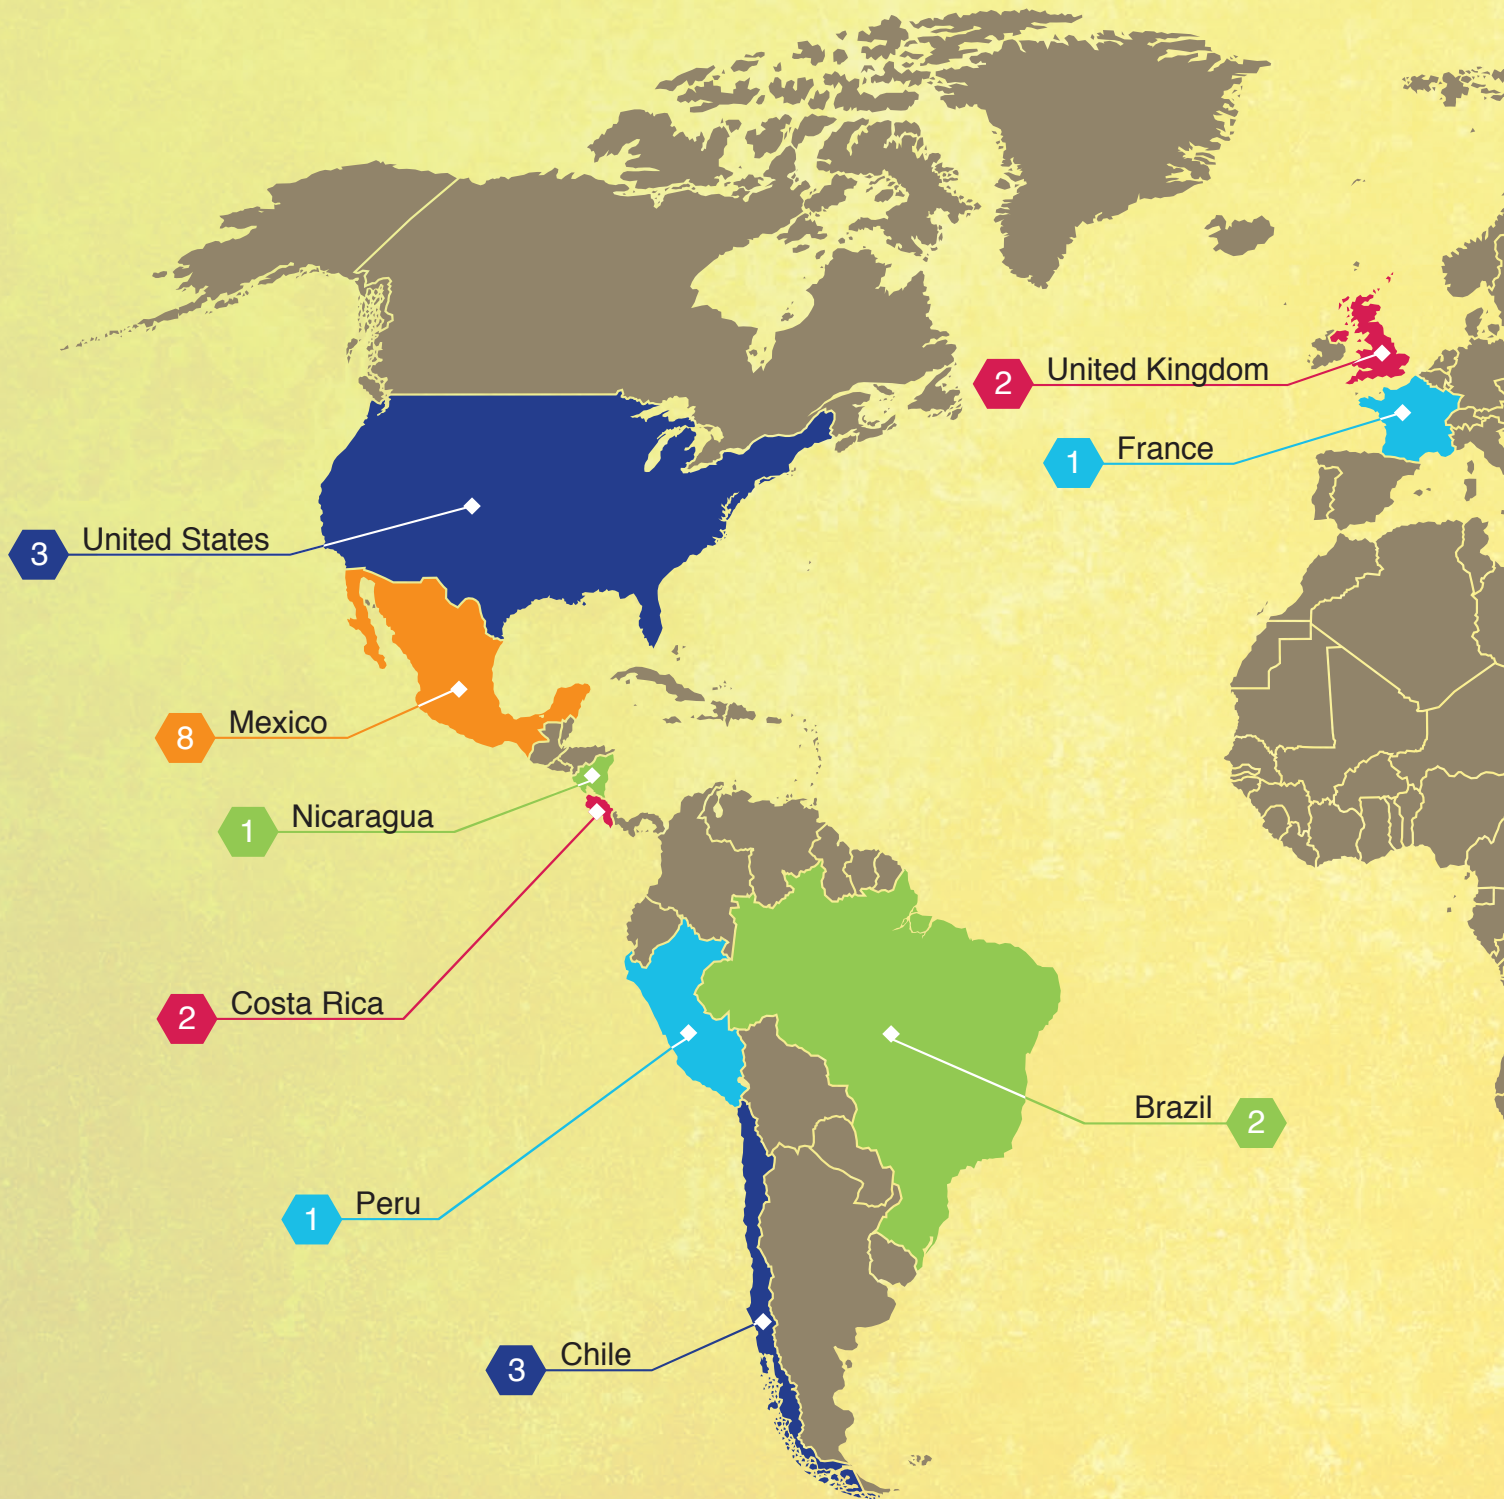 2 United Kingdom
1 France
3 United States
8 Mexico
1 Nicaragua
2 Costa Rica
Brazil 2
1 Peru
3 Chile